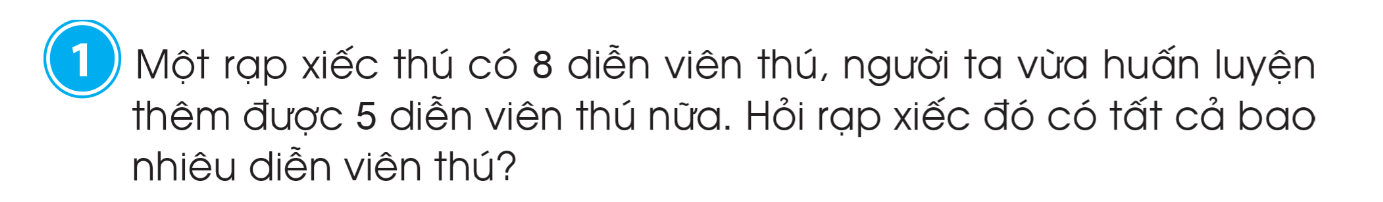 1 Một rạp xiếc thú có 8 diễn viên thú, người ta vừa huấn luyện
thêm được 5 diễn viên thú nữa. Hỏi rạp xiếc đó có tất cả bao
nhiêu diễn viên thú?